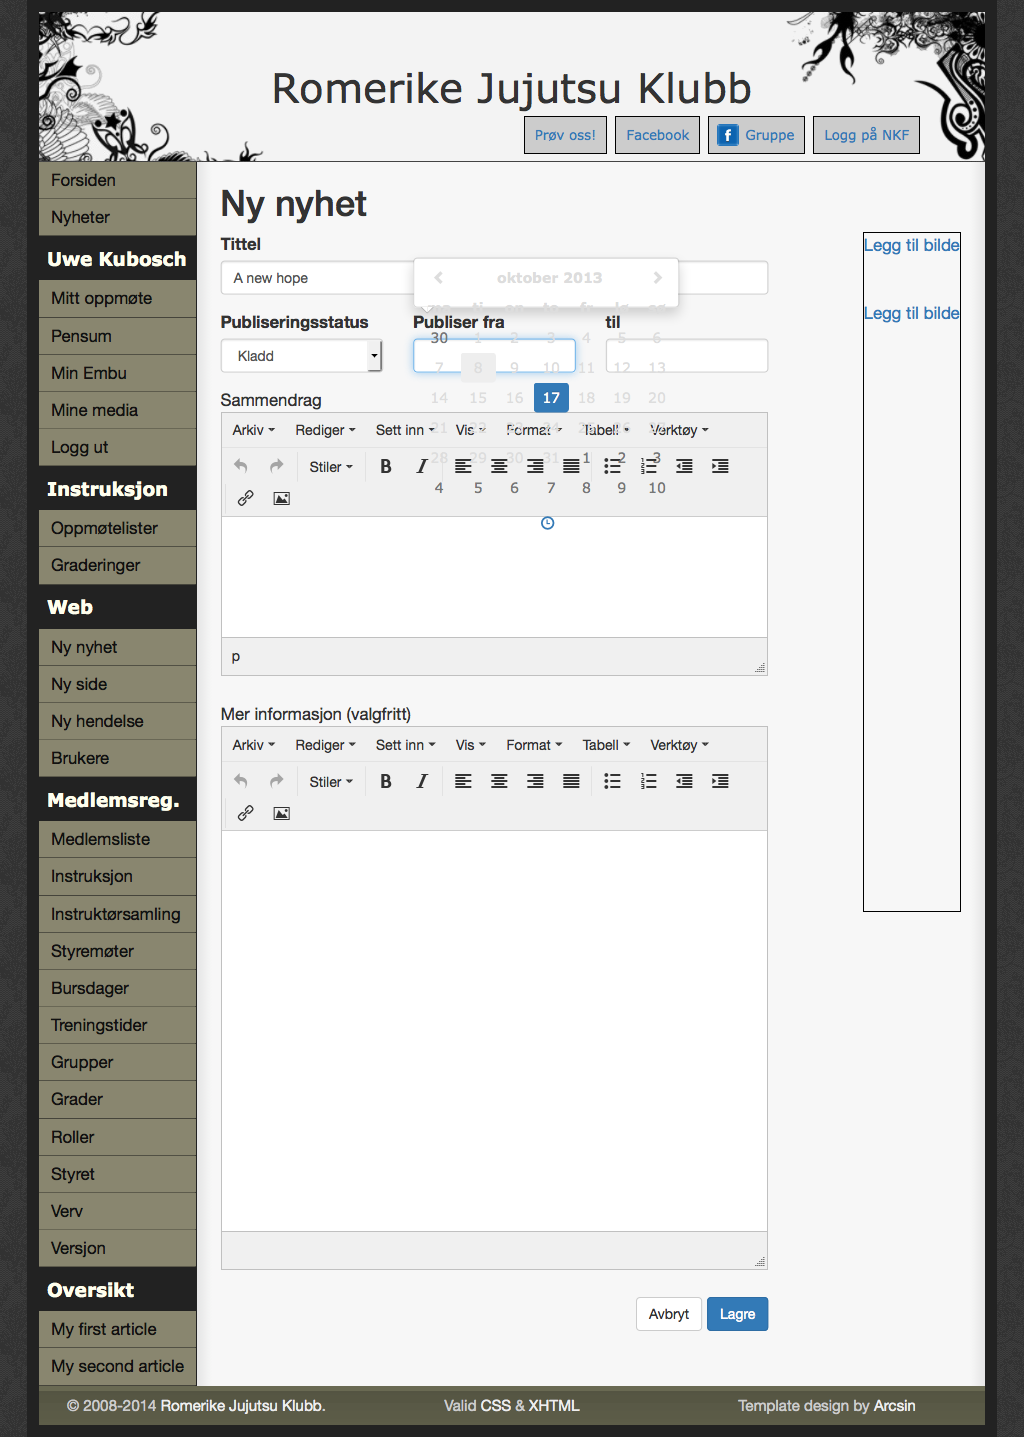 Romerike Jujutsu Klubb
Prøv oss!
Facebook
f Gruppe
Logg på NKF
Forsiden
Nyheter
Uwe Kubosch
Mitt oppmøte
Pensum
Min Embu
Mine media
Logg ut
Instruksjon
Oppmøtelister
Graderinger
Web
Ny nyhet
Ny side
Ny hendelse
Brukere
Medlemsreg.
Medlemsliste
Instruksjon
Instruktørsamling
Styremøter
Bursdager
Treningstider
Grupper
Grader
Roller
Styret
Verv
Versjon
Oversikt
My first article
My second article
Ny nyhet
Tittel
A new hope
oktober 2013
Publiseringsstatus
Publiser fra
til
Kladd
30 1 2 3 4 5 6
7 8 9 10 11 12 13
14 15 16 17 18 19 20
21 22 23 24 25 26 27
28 29 30 31 1 2 3
4 5 6 7 8 9 10
Sammendrag
Arkiv Rediger Sett inn Vis Format Tabell Verktøy
Stiler B I
p
Mer informasjon (valgfritt)
Arkiv Rediger Sett inn Vis Format Tabell Verktøy
Stiler B I
Avbryt
Lagre
Legg til bilde
Legg til bilde
© 2008-2014 Romerike Jujutsu Klubb.
Valid CSS & XHTML
Template design by Arcsin